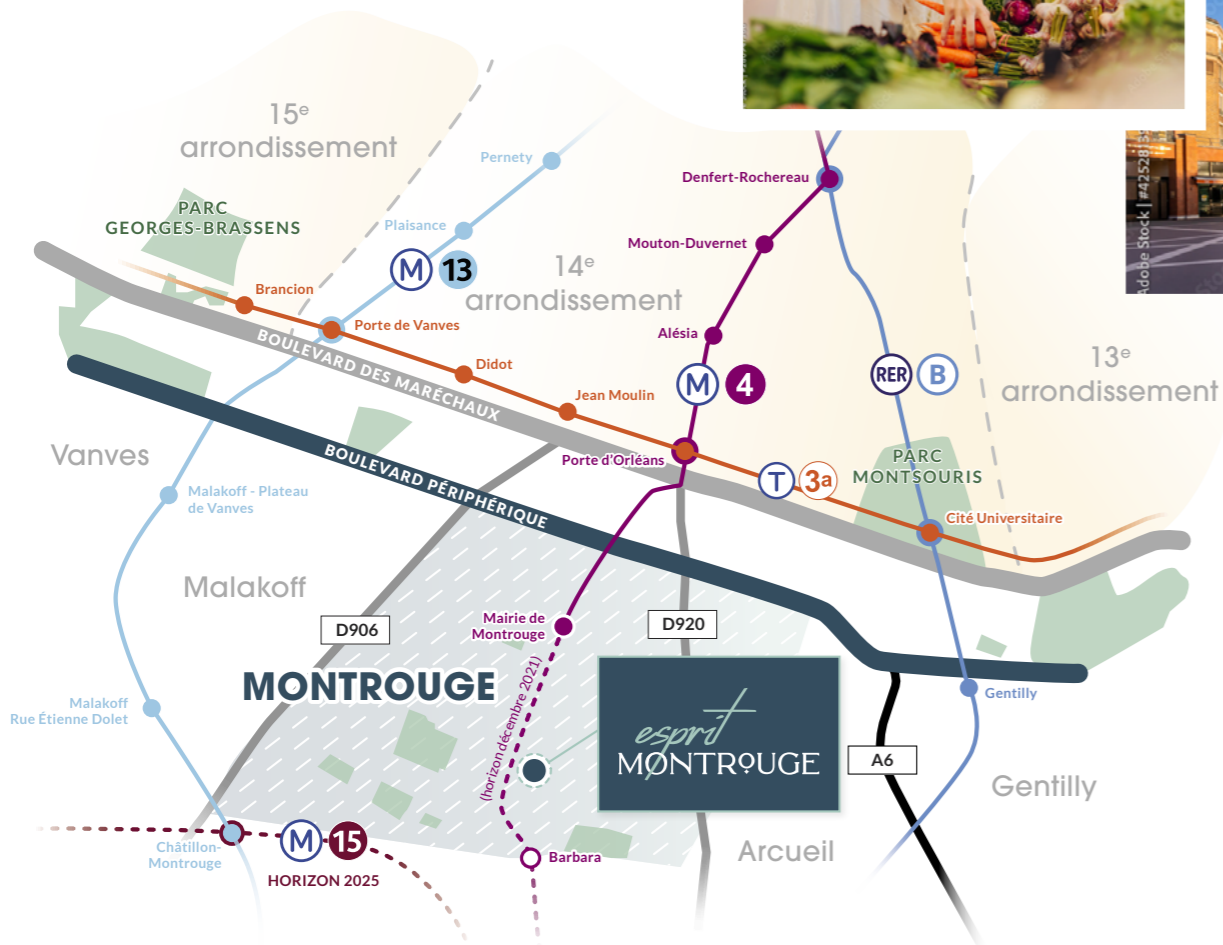 15e
arrondissement
PARC
GEORGES-BRASSENS
Pernety
Plaisance
M 13
14e
arrondissement
Denfert-Rochereau
Mouton-Duvernet
Alésia
M 4
RER B
13e
arrondissement
Adobe Stock | #4252813
Brancion
Porte de Vanves
Didot
Jean Moulin
Porte d'Orléans
T 3a
PARC
MONTSOURIS
Cité Universitaire
BOULEVARD DES MARÉCHAUX
BOULEVARD PÉRIPHÉRIQUE
Vanves
Malakoff - Plateau
de Vanves
Malakoff
D906
Mairie de
Montrouge
D920
MONTROUGE
(horizon décembre 2021)
esprit
MONTROUGE
Malakoff
Rue Étienne Dolet
Gentilly
A6
Gentilly
Châtillon-
Montrouge
M 15
HORIZON 2025
Barbara
Arcueil